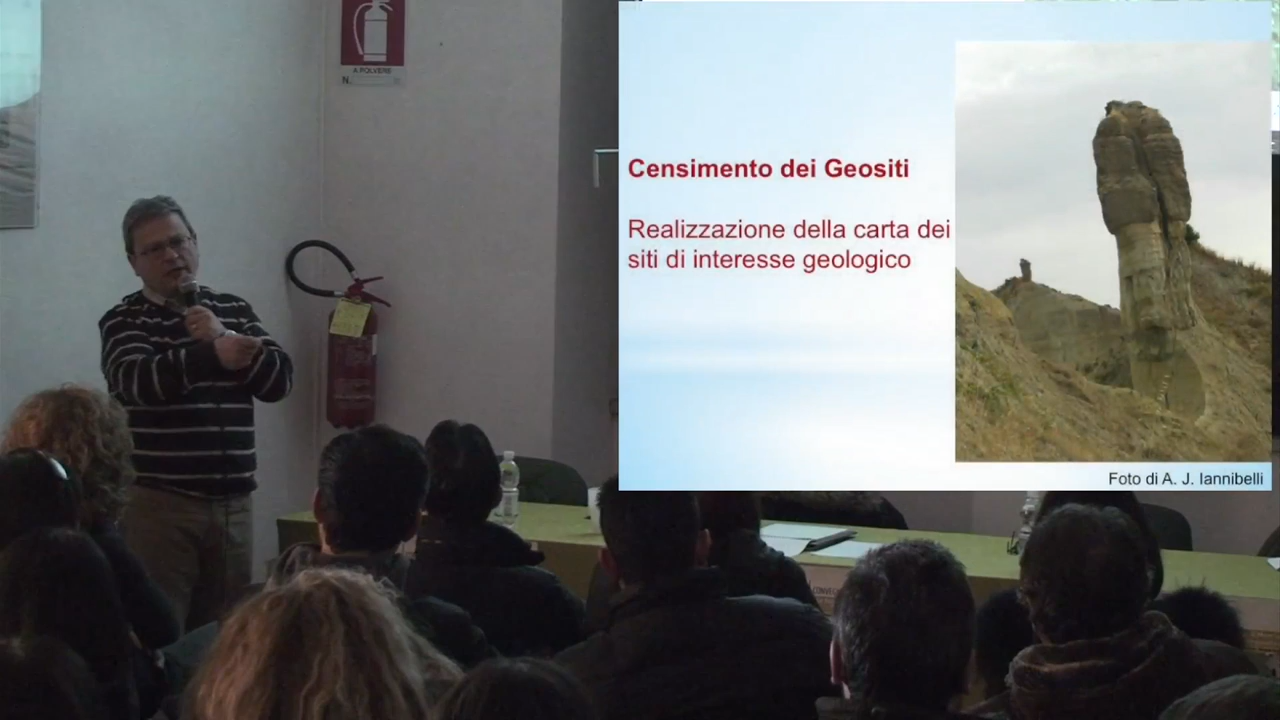 A POLVERE
N.
Censimento dei Geositi
Realizzazione della carta dei
siti di interesse geologico
Foto di A. J. Iannibelli